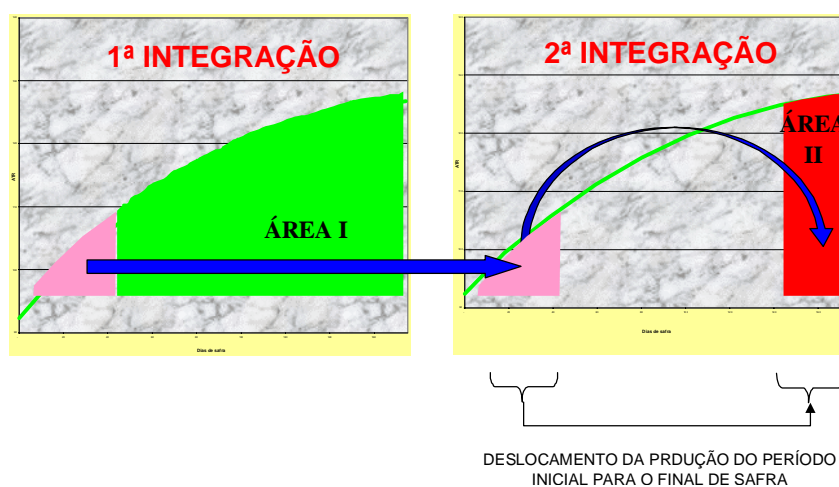 1ª INTEGRAÇÃO
ATR
ÁREA I
Dias de safra
2ª INTEGRAÇÃO
ÁREA
II
Dias de safra
DESLOCAMENTO DA PRDUÇÃO DO PERÍODO
INICIAL PARA O FINAL DE SAFRA